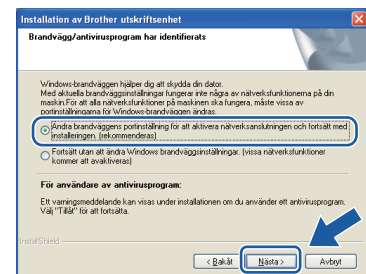 Installation av Brother utskriftsenhet
Brandvägg/antivirusprogram har identifierats
Windows-brandväggen hjälper dig att skydda din dator.
Med aktuella brandväggsinställningar fungerar inte några av nätverksfunktionerna på din
maskin.För att alla nätverksfunktioner på maskinen ska fungera, måste vissa av
portinställningarna för Windows-brandväggen ändras.
Ändra brandväggens portinställning för att aktivera nätverksanslutningen och fortsätt med
installeringen. (rekommenderas)
Fortsätt utan att ändra Windows brandväggsinställningar. (vissa nätverksfunktioner
kommer att avaktiveras)
För användare av antivirusprogram:
Ett varningsmeddelande kan visas under installationen om du använder ett antivirusprogram.
Välj "Tillåt" för att fortsätta.
InstallShield
< Bakåt
Nästa >
Avbryt